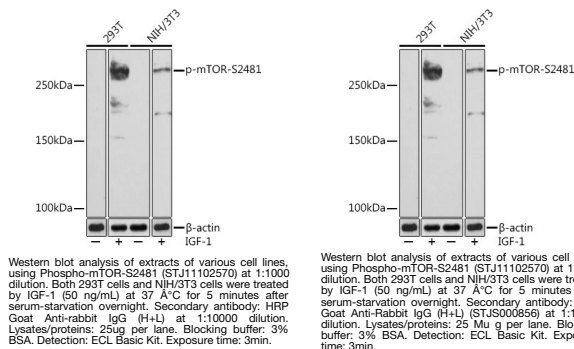 293T
NIH/3T3
p-mTOR-S2481
250kDa
150kDa
100kDa
β-actin
− + − + IGF-1
Western blot analysis of extracts of various cell lines,
using Phospho-mTOR-S2481 (STJ11102570) at 1:1000
dilution. Both 293T cells and NIH/3T3 cells were treated
by IGF-1 (50 ng/mL) at 37 Â°C for 5 minutes after
serum-starvation overnight. Secondary antibody: HRP
Goat Anti-rabbit IgG (H+L) at 1:10000 dilution.
Lysates/proteins: 25ug per lane. Blocking buffer: 3%
BSA. Detection: ECL Basic Kit. Exposure time: 3min.
293T
NIH/3T3
p-mTOR-S2481
250kDa
150kDa
100kDa
β-actin
− + − + IGF-1
Western blot analysis of extracts of various cell
using Phospho-mTOR-S2481 (STJ11102570) at 1
dilution. Both 293T cells and NIH/3T3 cells were tre
by IGF-1 (50 ng/mL) at 37 Â°C for 5 minutes
serum-starvation overnight. Secondary antibody:
Goat Anti-Rabbit IgG (H+L) (STJS000856) at 1:1
dilution. Lysates/proteins: 25 Mu g per lane. Blo
buffer: 3% BSA. Detection: ECL Basic Kit. Expo
time: 3min.